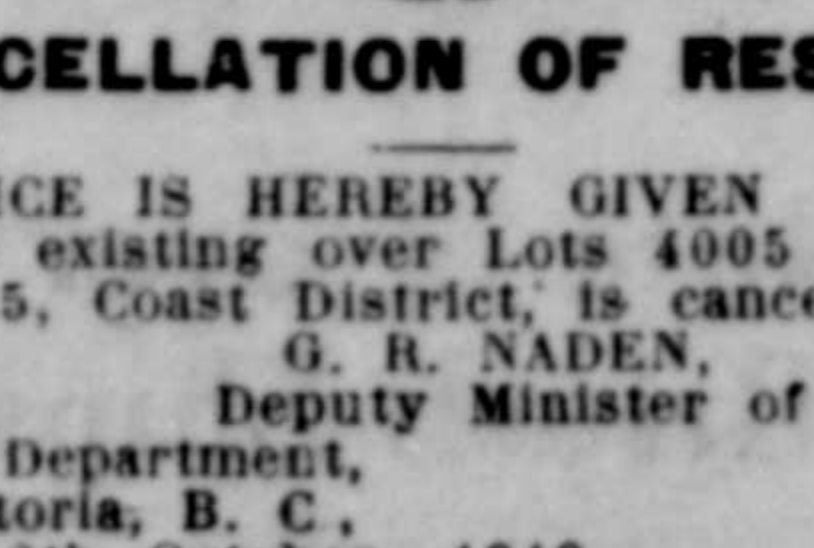 CELLATION OF RES
ICE IS HEREBY GIVEN
existing over Lots 4005
5, Coast District, is cance
G. R. NADEN,
Deputy Minister of
Department,
toria, B. C.,